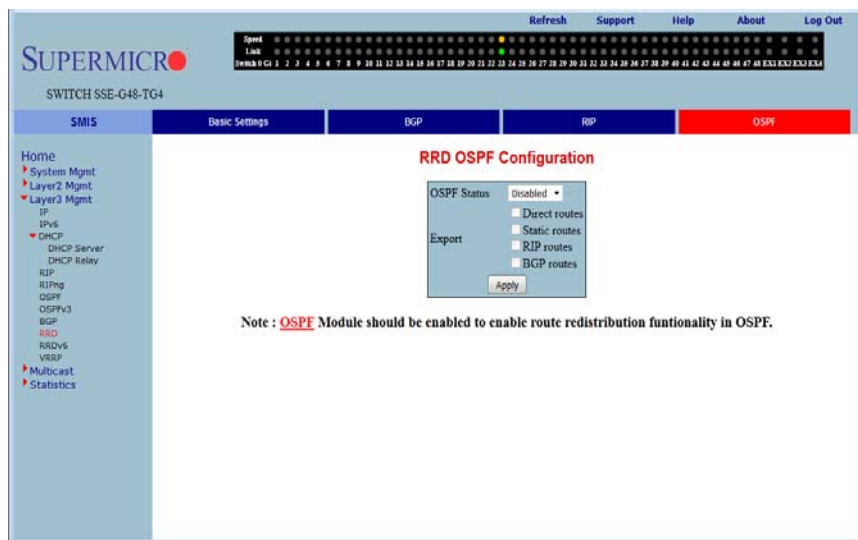 Refresh Support Help About Log Out
Speed
Link
Switch 0 Gi 1 2 3 4 5 6 7 8 9 10 11 12 13 14 15 16 17 18 19 20 21 22 23 24 25 26 27 28 29 30 31 32 33 34 35 36 37 38 39 40 41 42 43 44 45 46 47 48 EX1 EX2 EX3 EX4
SUPERMICRO
SWITCH SSE-G48-TG4
SMIS Basic Settings BGP RIP OSPF
Home
System Mgmt
Layer2 Mgmt
Layer3 Mgmt
IP
IPv6
DHCP
DHCP Server
DHCP Relay
RIP
RIPng
OSPF
OSPFv3
BGP
RRD
RRDv6
VRRP
Multicast
Statistics
RRD OSPF Configuration
OSPF Status Disabled
Export
Direct routes
Static routes
RIP routes
BGP routes
Apply
Note : OSPF Module should be enabled to enable route redistribution funtionality in OSPF.